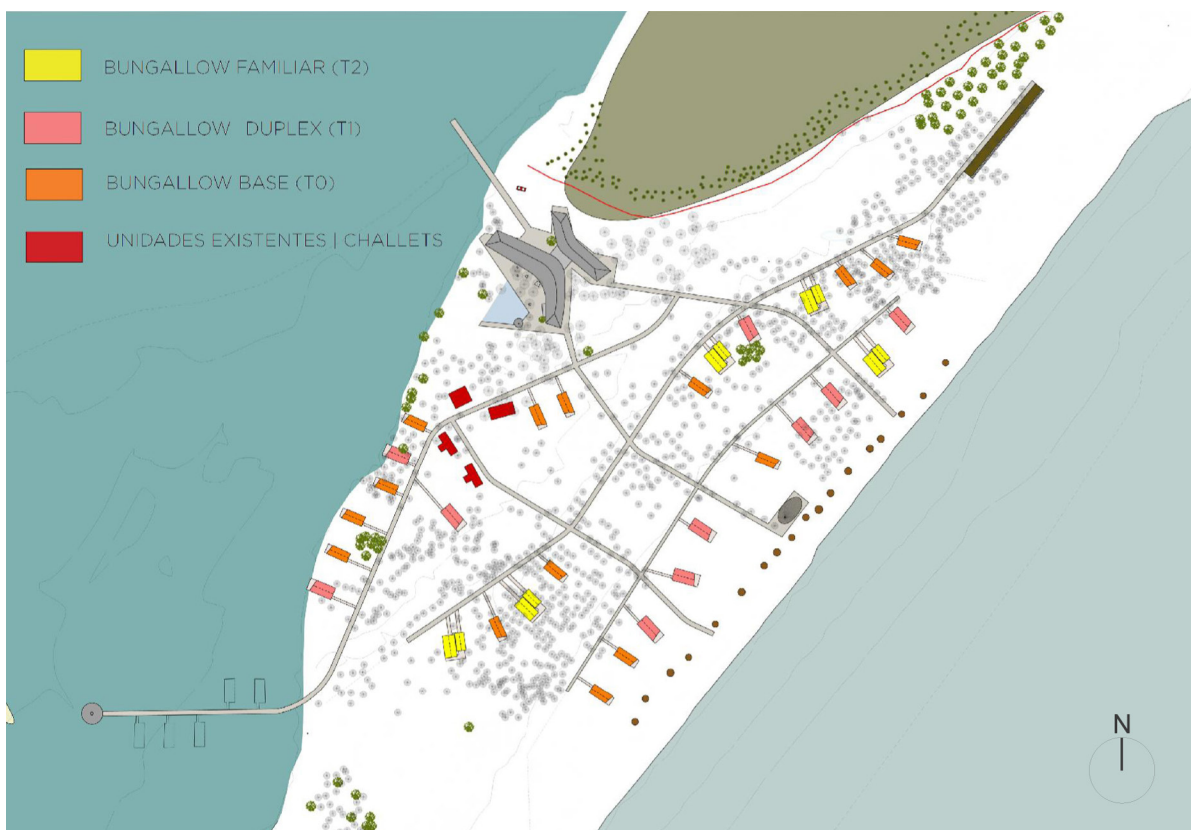 BUNGALLOW FAMILIAR (T2)
BUNGALLOW DUPLEX (T1)
BUNGALLOW BASE (T0)
UNIDADES EXISTENTES | CHALLETS
N